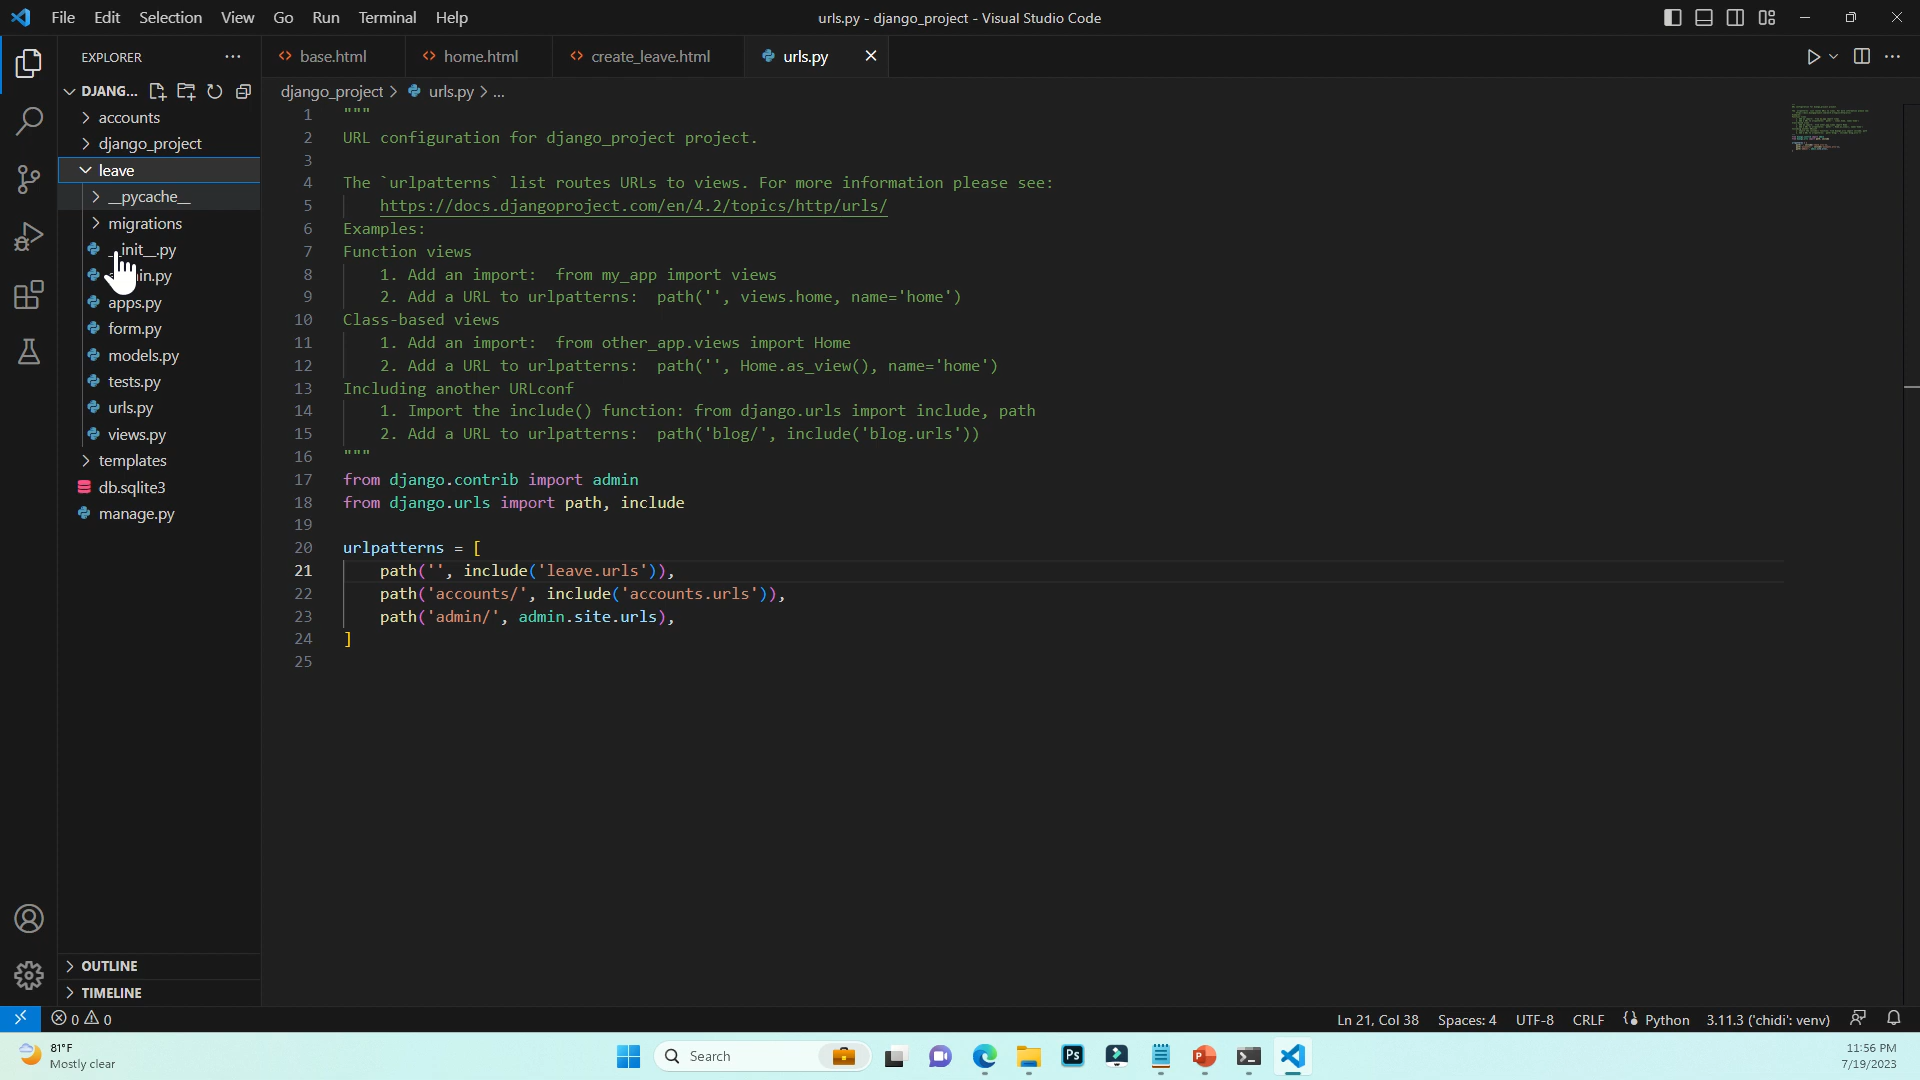 File Edit Selection View Go Run Terminal Help
urls.py - django_project - Visual Studio Code
EXPLORER
base.html
home.html
create_leave.html
urls.py
DJANG...
accounts
django_project
leave
__pycache__
migrations
__init__.py
in.py
apps.py
form.py
models.py
tests.py
urls.py
views.py
templates
db.sqlite3
manage.py
OUTLINE
TIMELINE
django_project > urls.py > ...
1 """
2 URL configuration for django_project project.
3
4 The `urlpatterns` list routes URLs to views. For more information please see:
5 https://docs.djangoproject.com/en/4.2/topics/http/urls/
6 Examples:
7 Function views
8 1. Add an import:  from my_app import views
9 2. Add a URL to urlpatterns:  path('', views.home, name='home')
10 Class-based views
11 1. Add an import:  from other_app.views import Home
12 2. Add a URL to urlpatterns:  path('', Home.as_view(), name='home')
13 Including another URLconf
14 1. Import the include() function: from django.urls import include, path
15 2. Add a URL to urlpatterns:  path('blog/', include('blog.urls'))
16 """
17 from django.contrib import admin
18 from django.urls import path, include
19
20 urlpatterns = [
21 path('', include('leave.urls')),
22 path('accounts/', include('accounts.urls')),
23 path('admin/', admin.site.urls),
24 ]
25
0 0
Ln 21, Col 38 Spaces: 4 UTF-8 CRLF Python 3.11.3 ('chidi': venv)
81°F
Mostly clear
Search
Ps
11:56 PM
7/19/2023